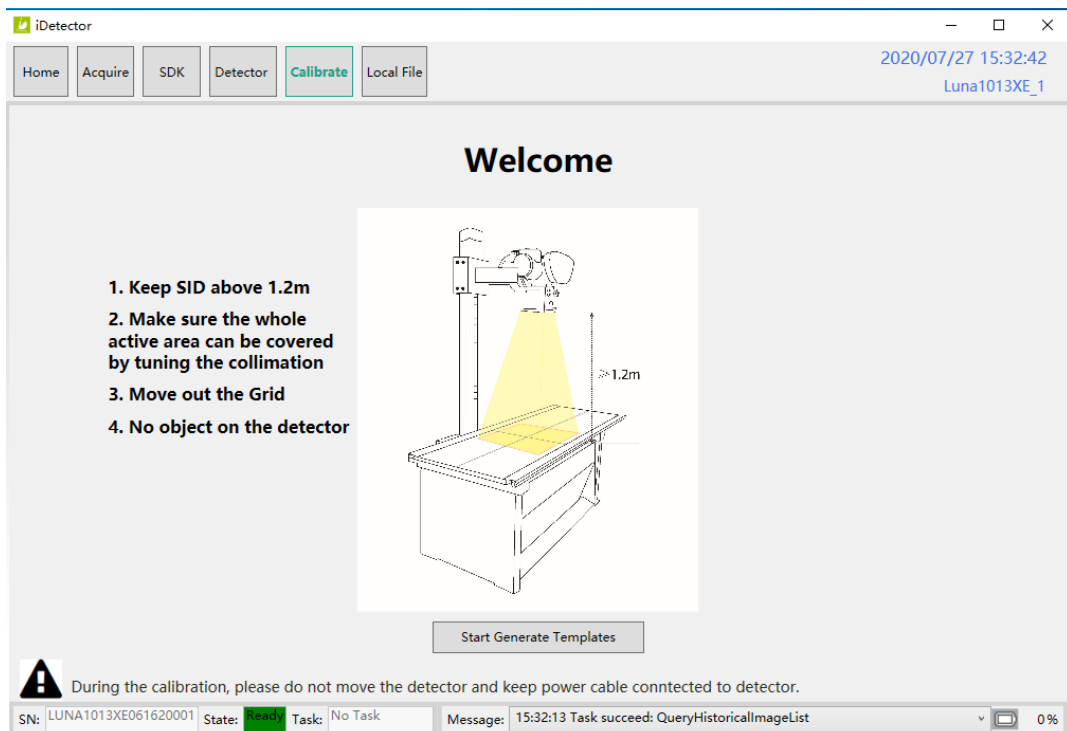 iDetector
Home Acquire SDK Detector Calibrate Local File
2020/07/27 15:32:42
Luna1013XE_1
Welcome
1. Keep SID above 1.2m
2. Make sure the whole
active area can be covered
by tuning the collimation
3. Move out the Grid
4. No object on the detector
≥1.2m
Start Generate Templates
During the calibration, please do not move the detector and keep power cable conntected to detector.
SN: LUNA1013XE061620001 State: Ready Task: No Task Message: 15:32:13 Task succeed: QueryHistoricalImageList 0%